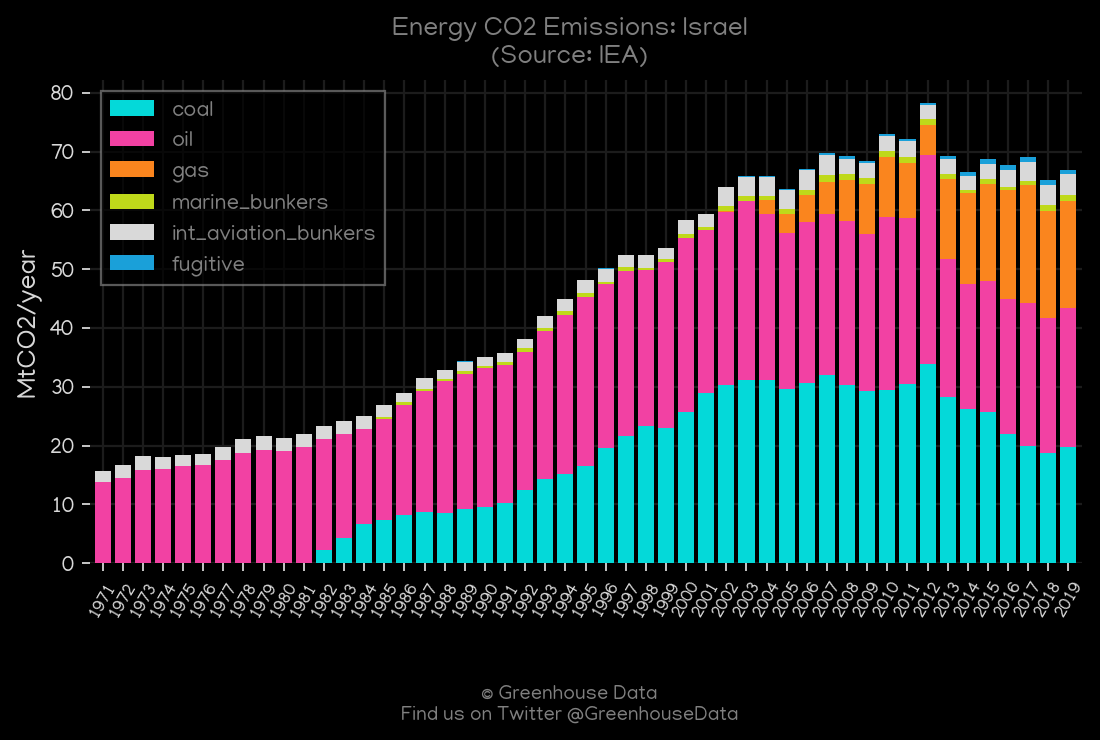 Energy CO2 Emissions: Israel
(Source: IEA)
MtCO2/year
80
70
60
50
40
30
20
10
0
coal
oil
gas
marine_bunkers
int_aviation_bunkers
fugitive
1971 1972 1973 1974 1975 1976 1977 1978 1979 1980 1981 1982 1983 1984 1985 1986 1987 1988 1989 1990 1991 1992 1993 1994 1995 1996 1997 1998 1999 2000 2001 2002 2003 2004 2005 2006 2007 2008 2009 2010 2011 2012 2013 2014 2015 2016 2017 2018 2019
© Greenhouse Data
Find us on Twitter @GreenhouseData